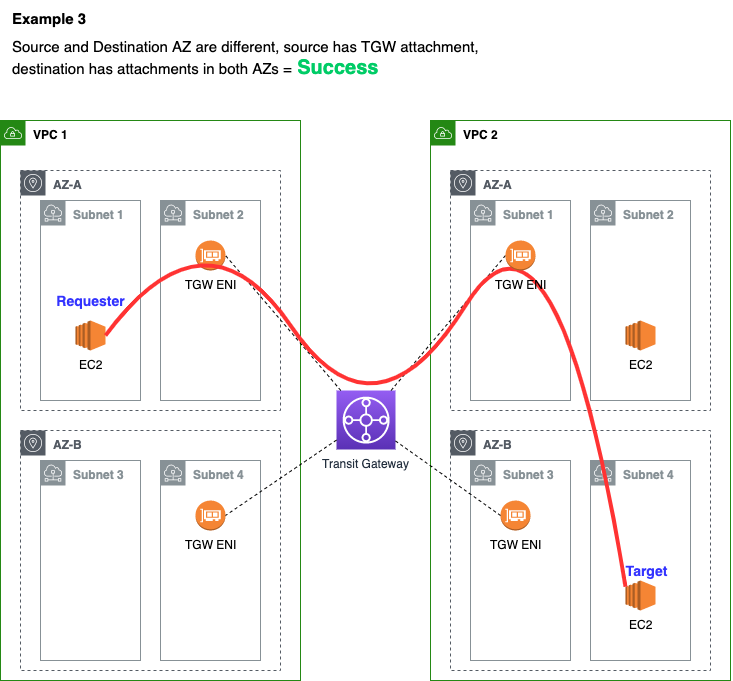 Example 3
Source and Destination AZ are different, source has TGW attachment,
destination has attachments in both AZs = Success
VPC 1
AZ-A
Subnet 1
Subnet 2
TGW ENI
Requester
EC2
AZ-B
Subnet 3
Subnet 4
TGW ENI
Transit Gateway
VPC 2
AZ-A
Subnet 1
Subnet 2
TGW ENI
EC2
AZ-B
Subnet 3
Subnet 4
TGW ENI
Target
EC2